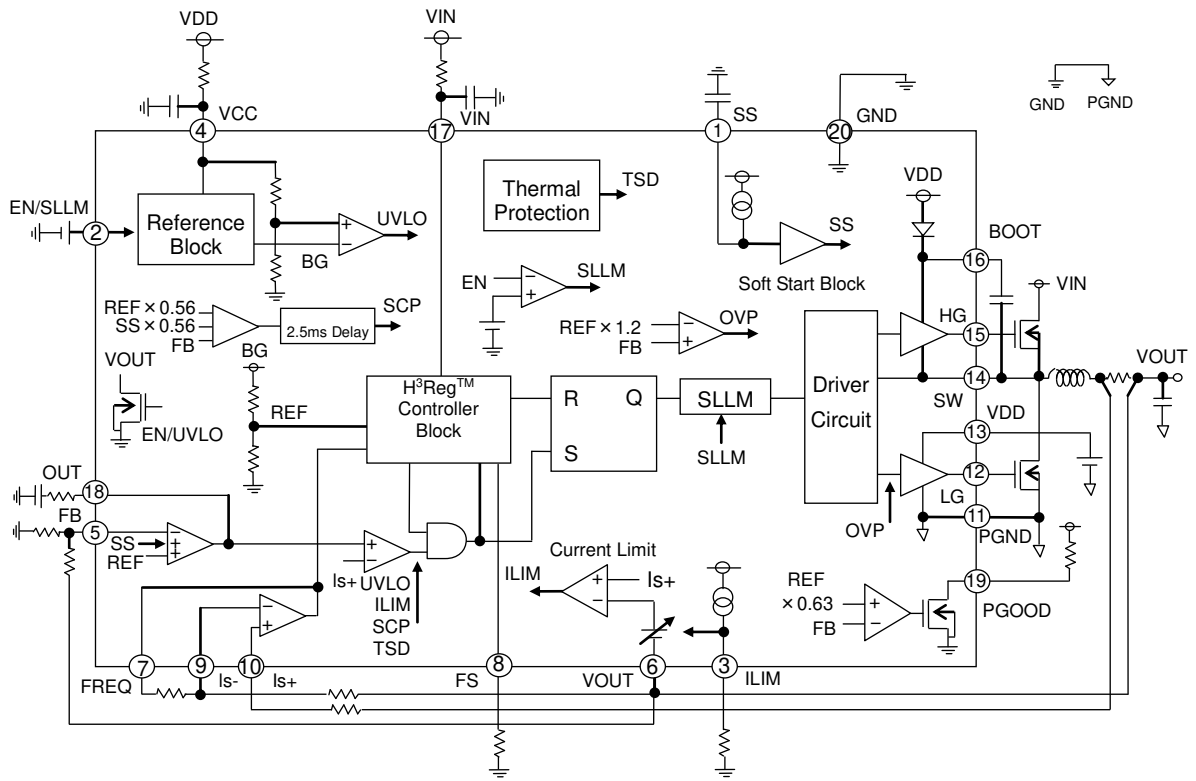 VDD
VIN
VCC
4
17
VIN
1
SS
20
GND
GND
PGND
EN/SLLM
2
Reference
Block
BG
UVLO
+
−
Thermal
Protection
TSD
SS
Soft Start Block
VDD
BOOT
16
VIN
REF×0.56
SS×0.56
FB
2.5ms Delay
SCP
EN
−
+
SLLM
REF×1.2
FB
−
+
OVP
HG
15
14
SW
VOUT
VOUT
EN/UVLO
BG
REF
H³Reg™
Controller
Block
R
Q
S
SLLM
SLLM
Driver
Circuit
VDD
13
12
LG
11
PGND
OVP
OUT
18
FB
5
SS
REF
−
+
+
Is+
+
−
UVLO
ILIM
SCP
TSD
Current Limit
ILIM
+
−
Is+
REF
×0.63
FB
+
−
19
PGOOD
−
+
7
FREQ
9
Is-
10
Is+
8
FS
6
VOUT
3
ILIM